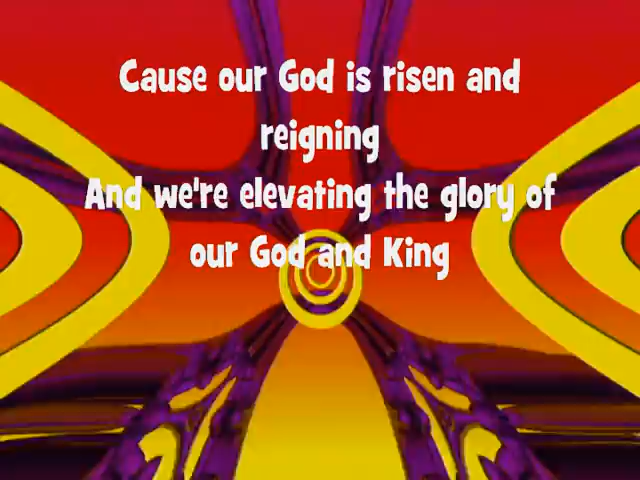 Cause our God is risen and
reigning
And we're elevating the glory of
our God and King